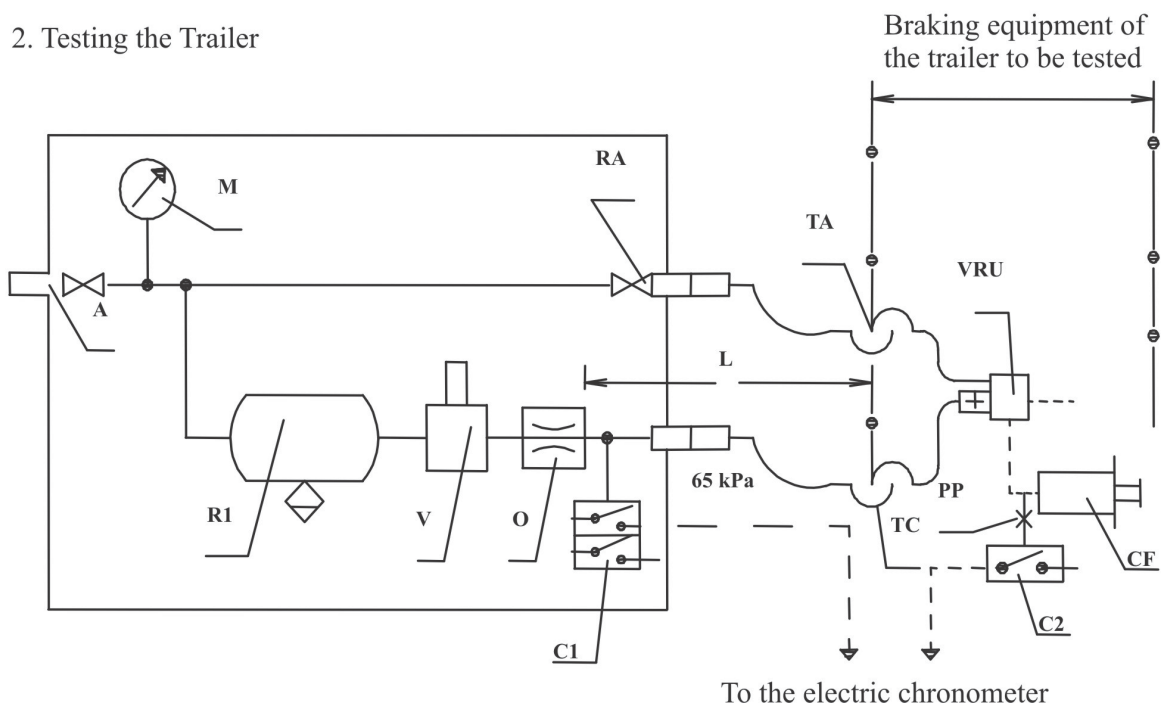 2. Testing the Trailer
Braking equipment of
the trailer to be tested
M
RA
TA
VRU
A
L
65 kPa
PP
R1
V
O
TC
CF
C2
C1
To the electric chronometer